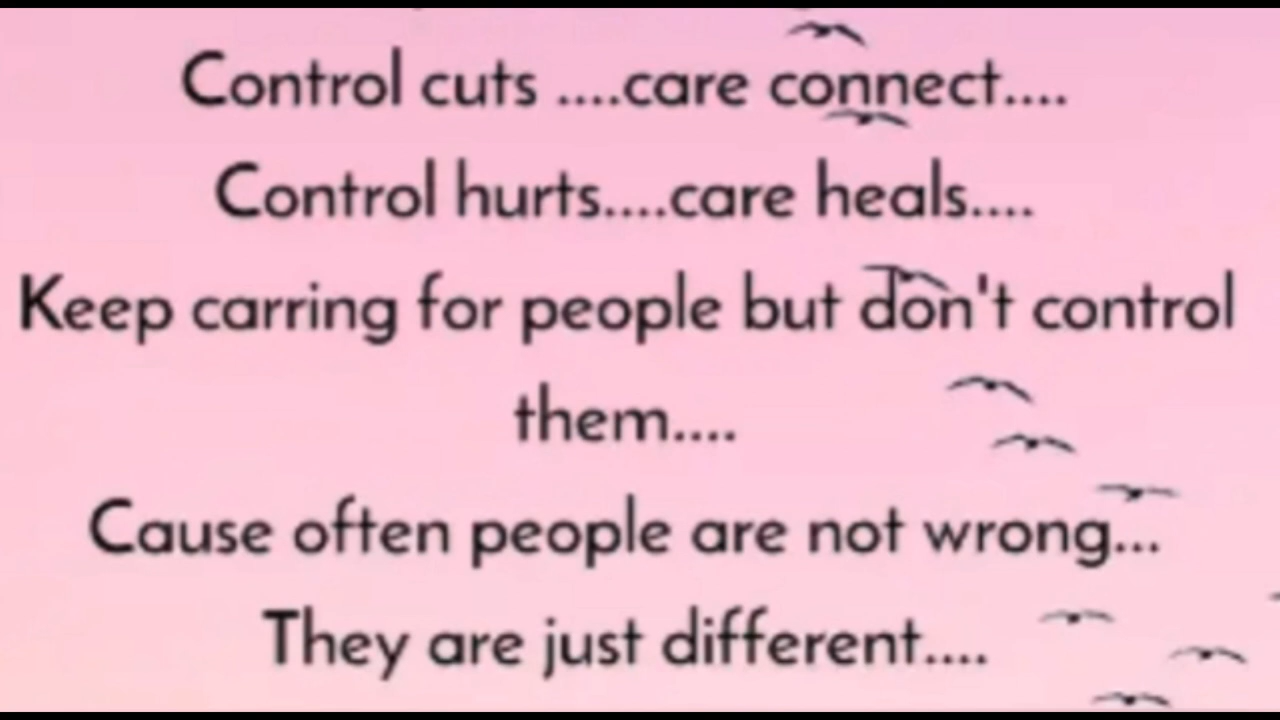 Control cuts ....care connect....
Control hurts....care heals....
Keep carring for people but don't control
them....
Cause often people are not wrong...
They are just different....